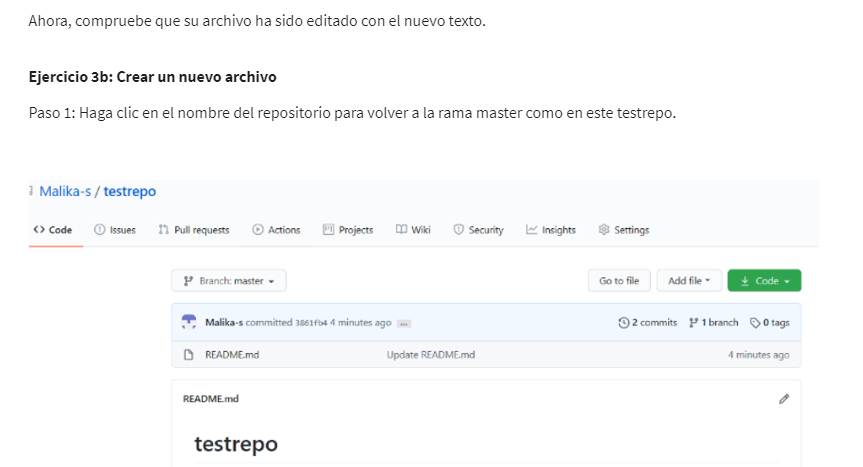 Ahora, compruebe que su archivo ha sido editado con el nuevo texto.
Ejercicio 3b: Crear un nuevo archivo
Paso 1: Haga clic en el nombre del repositorio para volver a la rama master como en este testrepo.
Malika-s / testrepo
<> Code Issues Pull requests Actions Projects Wiki Security Insights Settings
Branch: master Go to file Add file Code
Malika-s committed 3861fb4 4 minutes ago ... 2 commits 1 branch 0 tags
README.md Update README.md 4 minutes ago
README.md
testrepo